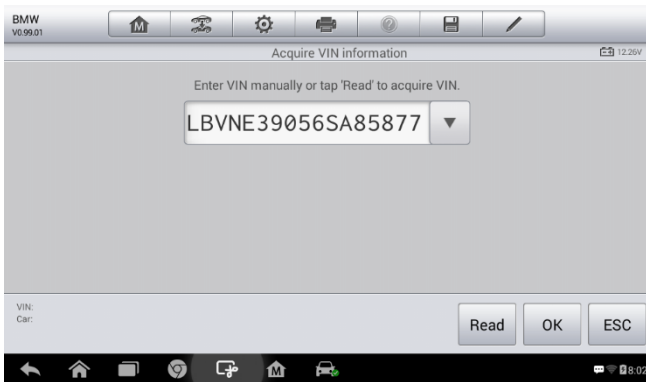 BMW
V0.99.01
Acquire VIN information
12.26V
Enter VIN manually or tap 'Read' to acquire VIN.
LBVNE39056SA85877
VIN:
Car:
Read
OK
ESC
8:02